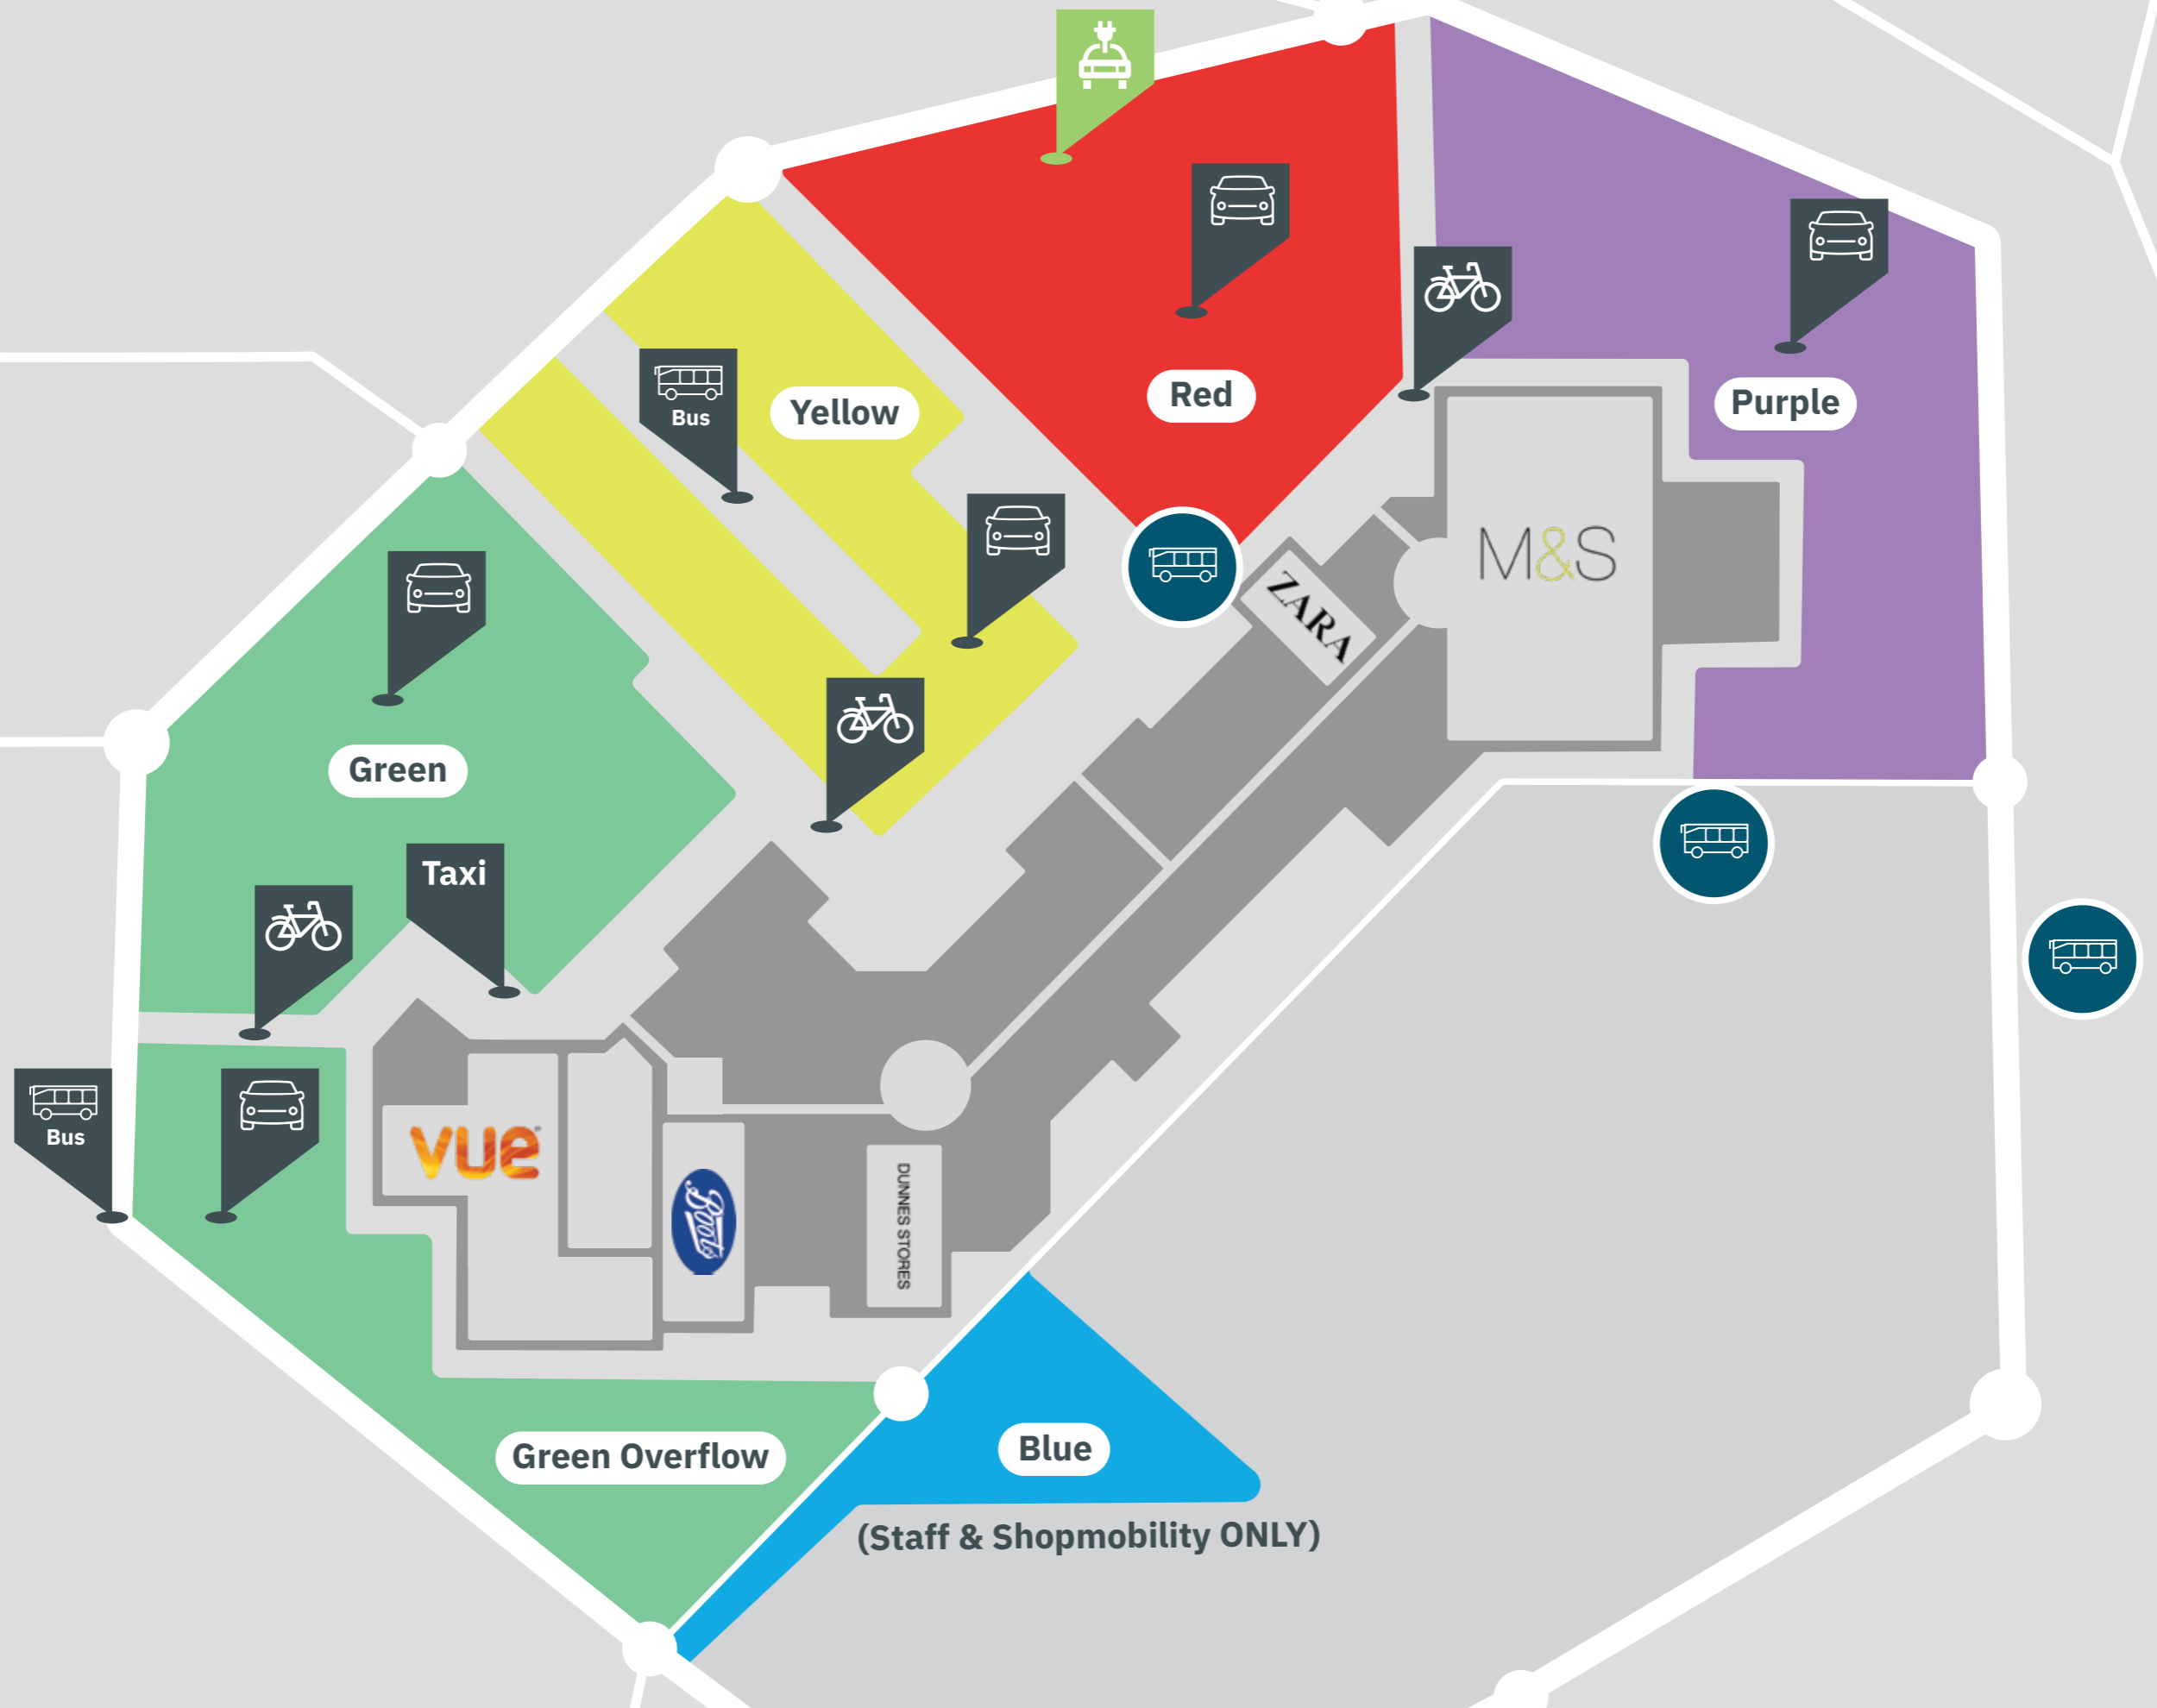 Bus
Yellow
Red
Purple
M&S
ZARA
Green
Taxi
Bus
vue
Boots
DUNNES STORES
Green Overflow
Blue
(Staff & Shopmobility ONLY)